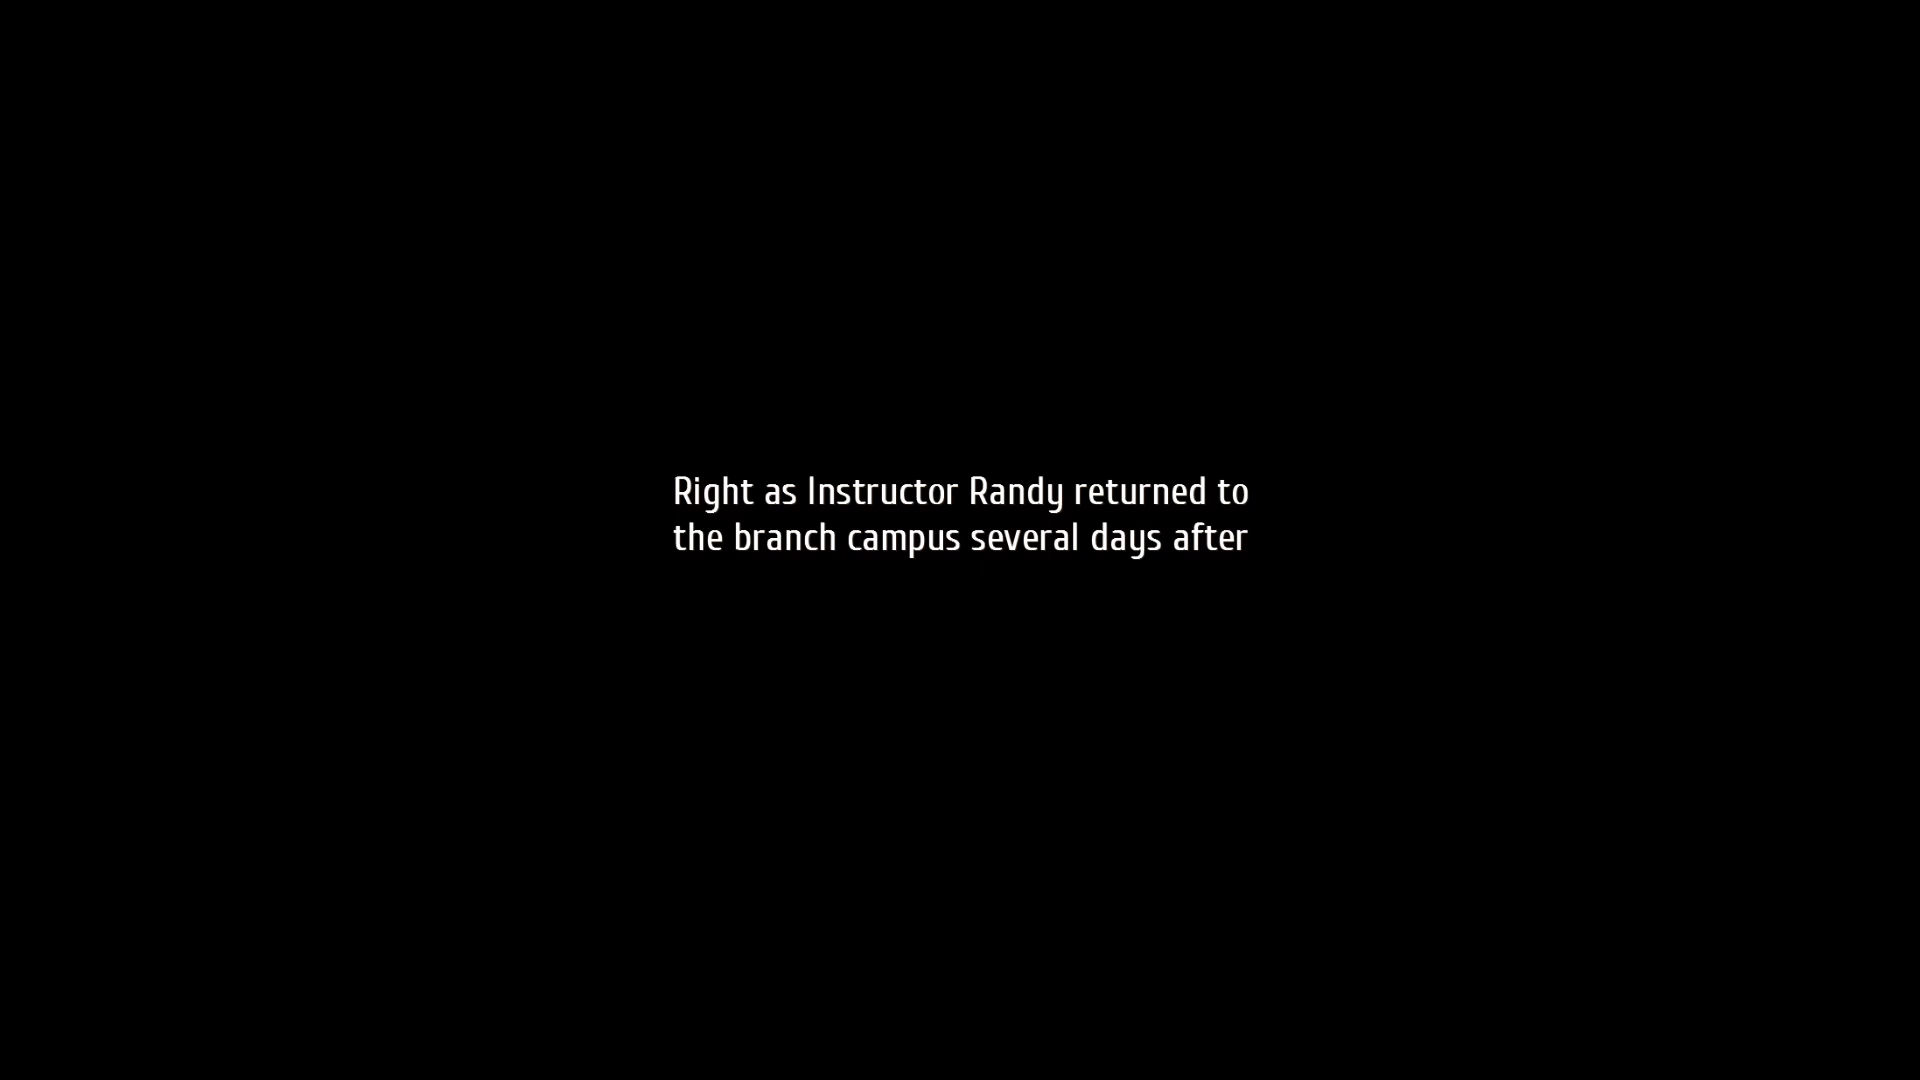 Right as Instructor Randy returned to
the branch campus several days after